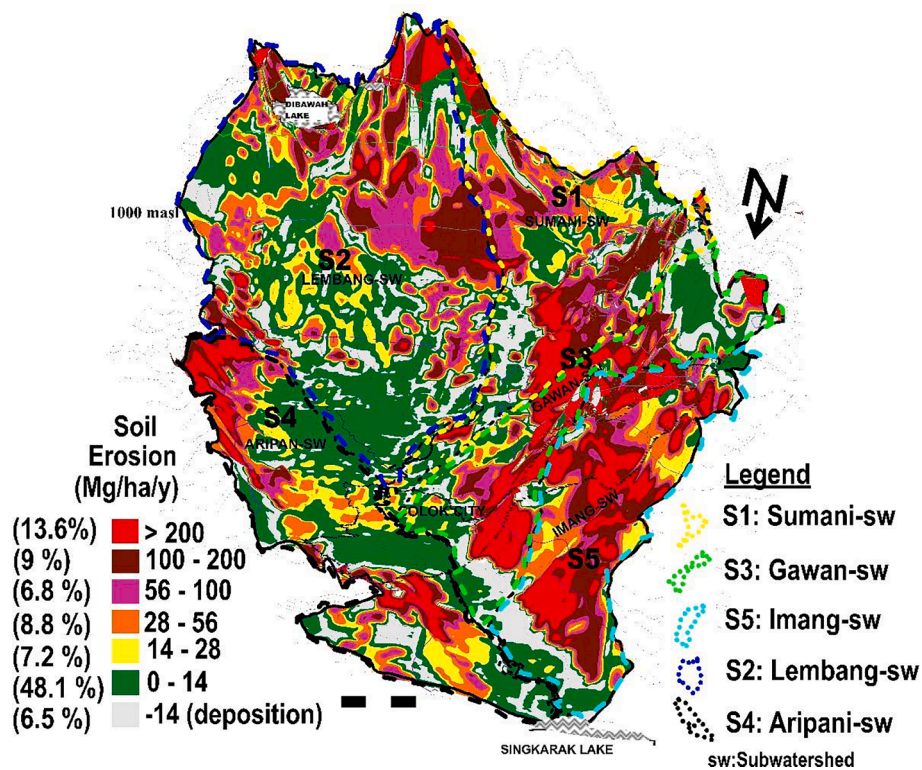 DIBAWAH
LAKE
N
S1
SUMANI-SW
1000 masl
S2
LEMBANG-SW
S3
GAWAN-S
S4
ARIPAN-SW
OLOK CITY
IMANG-SW
S5
Soil
Erosion
(Mg/ha/y)
(13.6%) > 200
(9 %) 100 - 200
(6.8 %) 56 - 100
(8.8 %) 28 - 56
(7.2 %) 14 - 28
(48.1 %) 0 - 14
(6.5 %) -14 (deposition)
SINGKARAK LAKE
Legend
S1: Sumani-sw
S3: Gawan-sw
S5: Imang-sw
S2: Lembang-sw
S4: Aripani-sw
sw:Subwatershed